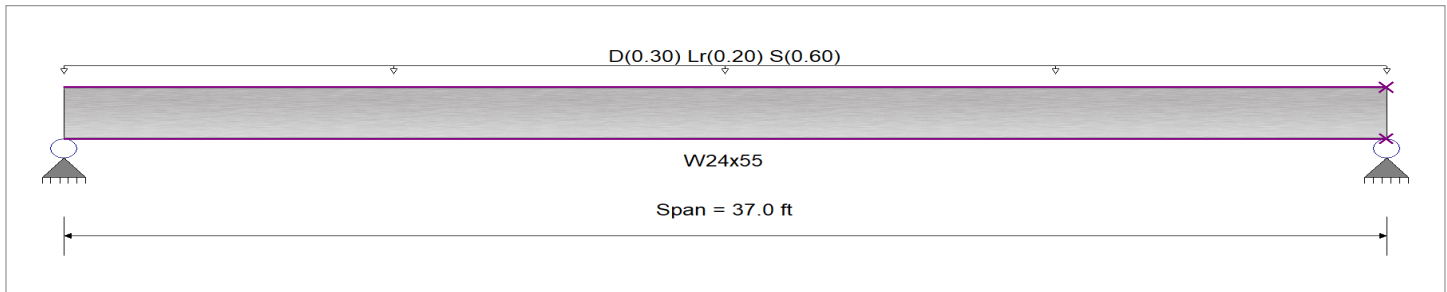 D(0.30) Lr(0.20) S(0.60)
W24x55
Span = 37.0 ft